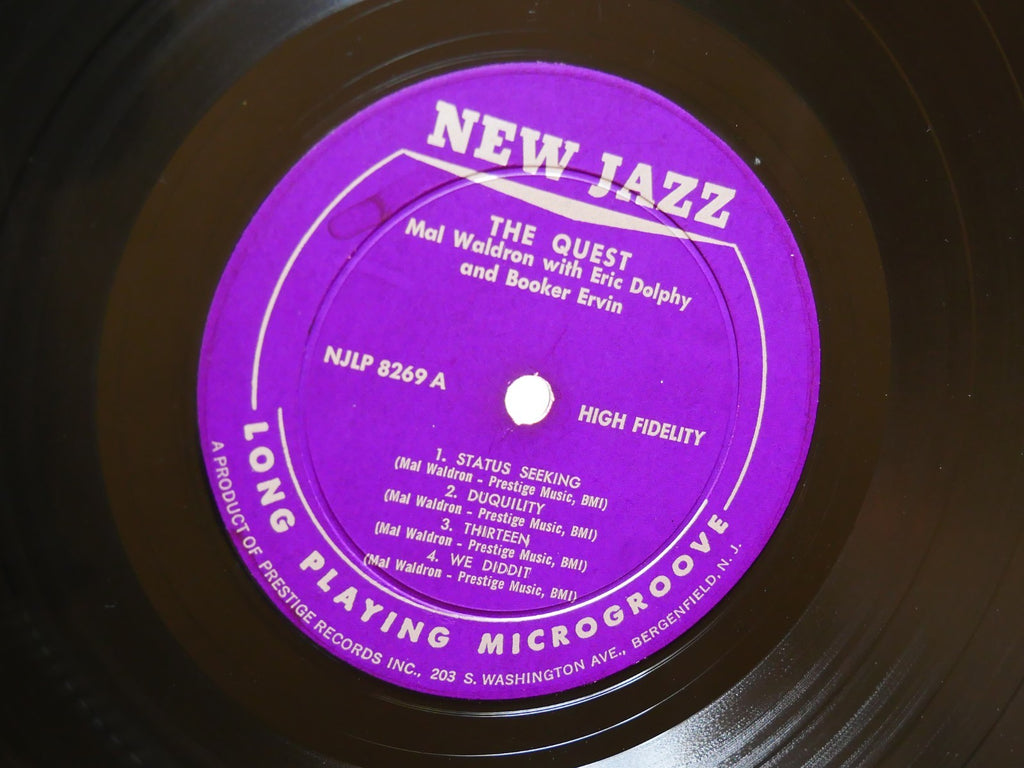 NEW JAZZ
THE QUEST
Mal Waldron with Eric Dolphy
and Booker Ervin
NJLP 8269 A
HIGH FIDELITY
1. STATUS SEEKING
(Mal Waldron - Prestige Music, BMI)
2. DUQUILITY
(Mal Waldron - Prestige Music, BMI)
3. THIRTEEN
(Mal Waldron - Prestige Music, BMI)
4. WE DIDDIT
(Mal Waldron - Prestige Music, BMI)
LONG PLAYING MICROGROOVE
A PRODUCT OF PRESTIGE RECORDS INC., 203 S. WASHINGTON AVE., BERGENFIELD, N. J.